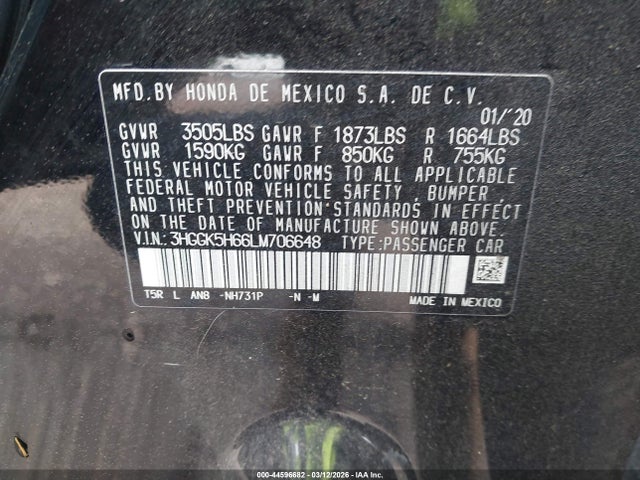 MFD.BY HONDA DE MEXICO S.A. DE C.V.
01/'20
GVWR 3505LBS GAWR F 1873LBS R 1664LBS
GVWR 1590KG GAWR F 850KG R 755KG
THIS VEHICLE CONFORMS TO ALL APPLICABLE
FEDERAL MOTOR VEHICLE SAFETY, BUMPER,
AND THEFT PREVENTION STANDARDS IN EFFECT
ON THE DATE OF MANUFACTURE SHOWN ABOVE.
V.I.N.: 3HGGK5H66LM706648 TYPE:PASSENGER CAR
T5R L AN8 -NH731P -N -M
MADE IN MEXICO
000-44596682 - 03/12/2026 - IAA Inc.